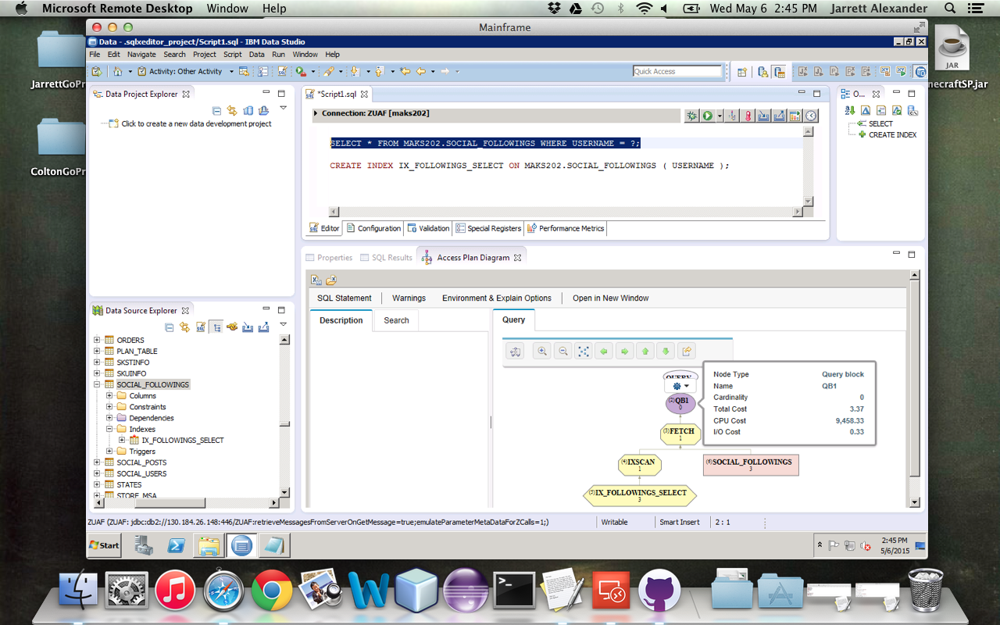 Microsoft Remote Desktop Window Help Wed May 6 2:45 PM Jarrett Alexander
Mainframe
Data - .sqlxeditor_project/Script1.sql - IBM Data Studio
File Edit Navigate Search Project Script Data Run Window Help
Activity: Other Activity
Quick Access
JarrettGoPr
ColtonGoPr
JAR
necraftSP.jar
Data Project Explorer
Click to create a new data development project
*Script1.sql
Connection: ZUAF [maks202]
SELECT * FROM MAKS202.SOCIAL_FOLLOWINGS WHERE USERNAME = ?;
CREATE INDEX IX_FOLLOWINGS_SELECT ON MAKS202.SOCIAL_FOLLOWINGS ( USERNAME );
Editor Configuration Validation Special Registers Performance Metrics
O...
SELECT
CREATE INDEX
Data Source Explorer
ORDERS
PLAN_TABLE
SKSTINFO
SKUINFO
SOCIAL_FOLLOWINGS
Columns
Constraints
Dependencies
Indexes
IX_FOLLOWINGS_SELECT
Triggers
SOCIAL_POSTS
SOCIAL_USERS
STATES
STORE_MSA
Properties SQL Results Access Plan Diagram
SQL Statement Warnings Environment & Explain Options Open in New Window
Description Search
Query
QUERY
(2)QB1
0
(3)FETCH
1
(4)IXSCAN
1
(6)SOCIAL_FOLLOWINGS
3
(5)IX_FOLLOWINGS_SELECT
3
Node Type Query block
Name QB1
Cardinality 0
Total Cost 3.37
CPU Cost 9,458.33
I/O Cost 0.33
ZUAF (ZUAF: jdbc:db2://130.184.26.148:446/ZUAF:retrieveMessagesFromServerOnGetMessage=true;emulateParameterMetaDataForZCalls=1;) Writable Smart Insert 2 : 1
Start
2:45 PM
5/6/2015